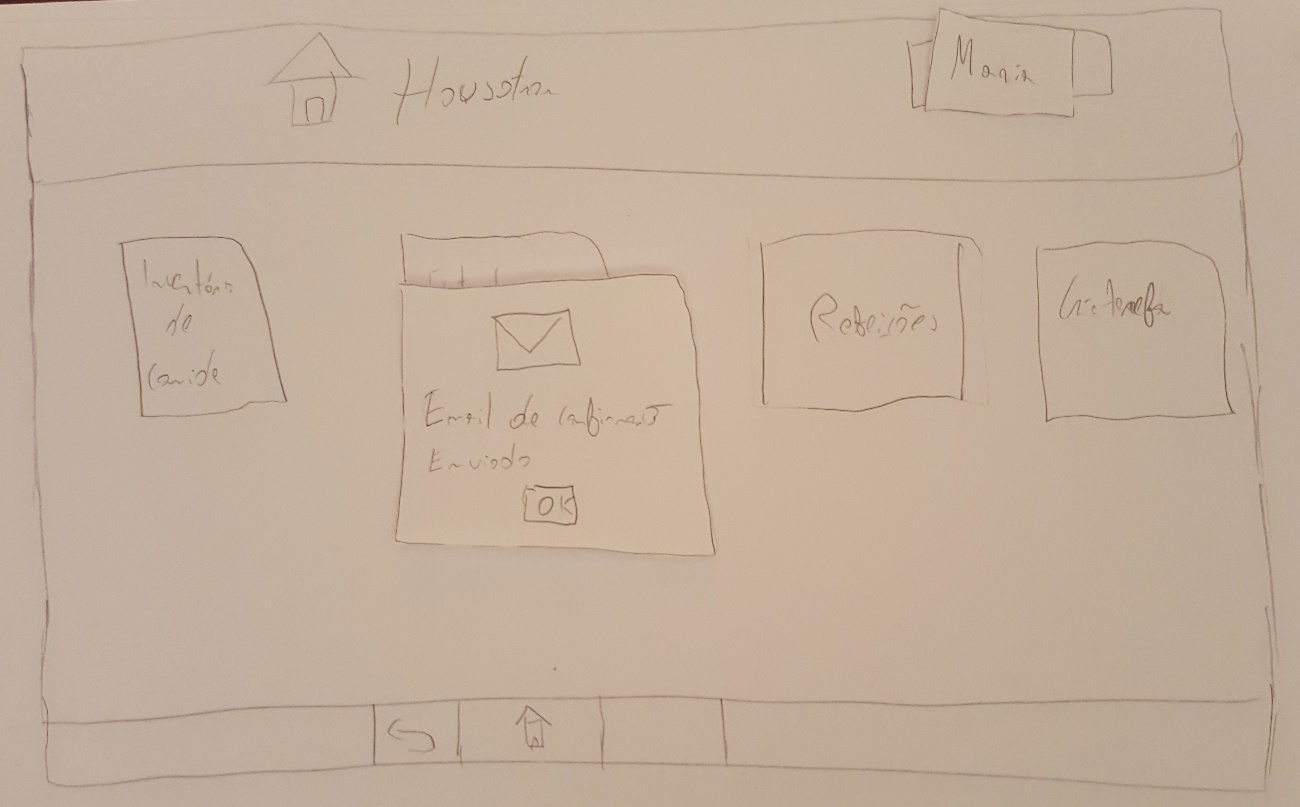 Houston
Maria
Inventário
de
comida
Refeições
Email de confirmação
Enviado
OK